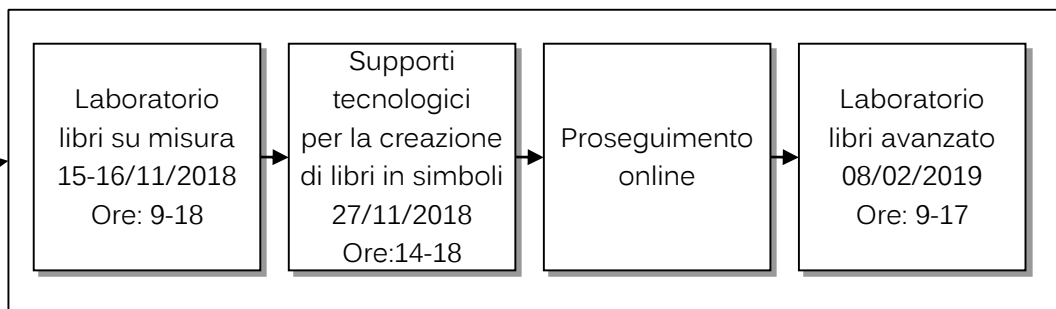 Laboratorio
libri su misura
15-16/11/2018
Ore: 9-18
Supporti
tecnologici
per la creazione
di libri in simboli
27/11/2018
Ore:14-18
Proseguimento
online
Laboratorio
libri avanzato
08/02/2019
Ore: 9-17